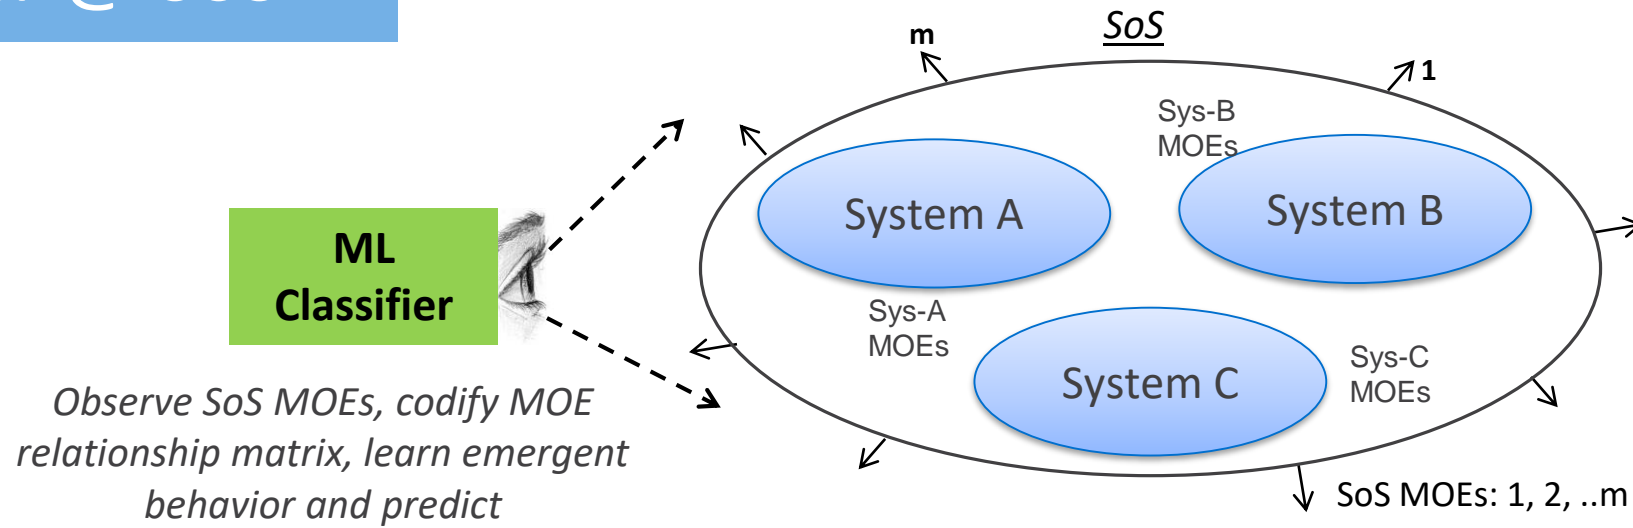 m
SoS
1
Sys-B
MOEs
System A
System B
ML
Classifier
Sys-A
MOEs
System C
Sys-C
MOEs
Observe SoS MOEs, codify MOE
relationship matrix, learn emergent
behavior and predict
SoS MOEs: 1, 2, ..m